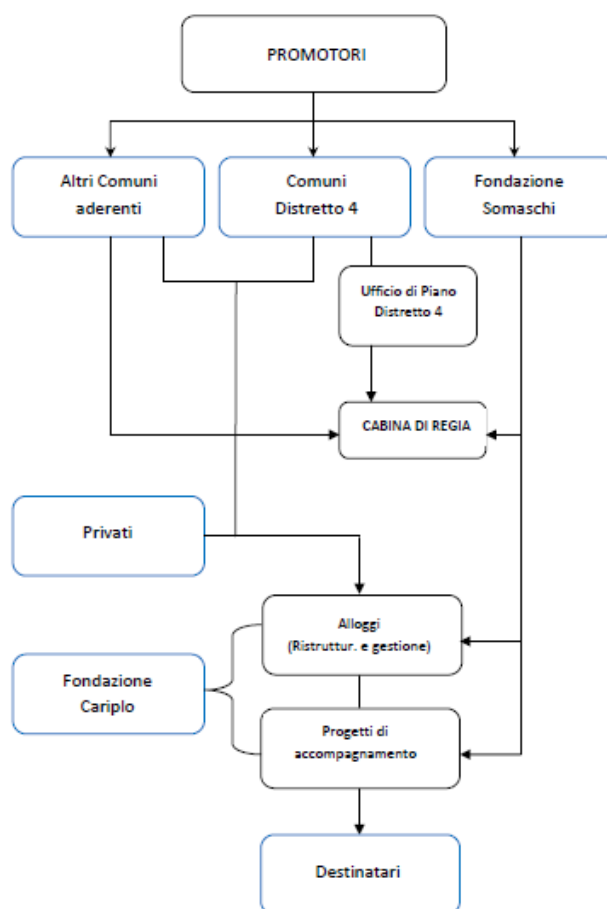 PROMOTORI
Altri Comuni
aderenti
Comuni
Distretto 4
Fondazione
Somaschi
Ufficio di Piano
Distretto 4
CABINA DI REGIA
Privati
Alloggi
(Ristruttur. e gestione)
Fondazione
Cariplo
Progetti di
accompagnamento
Destinatari